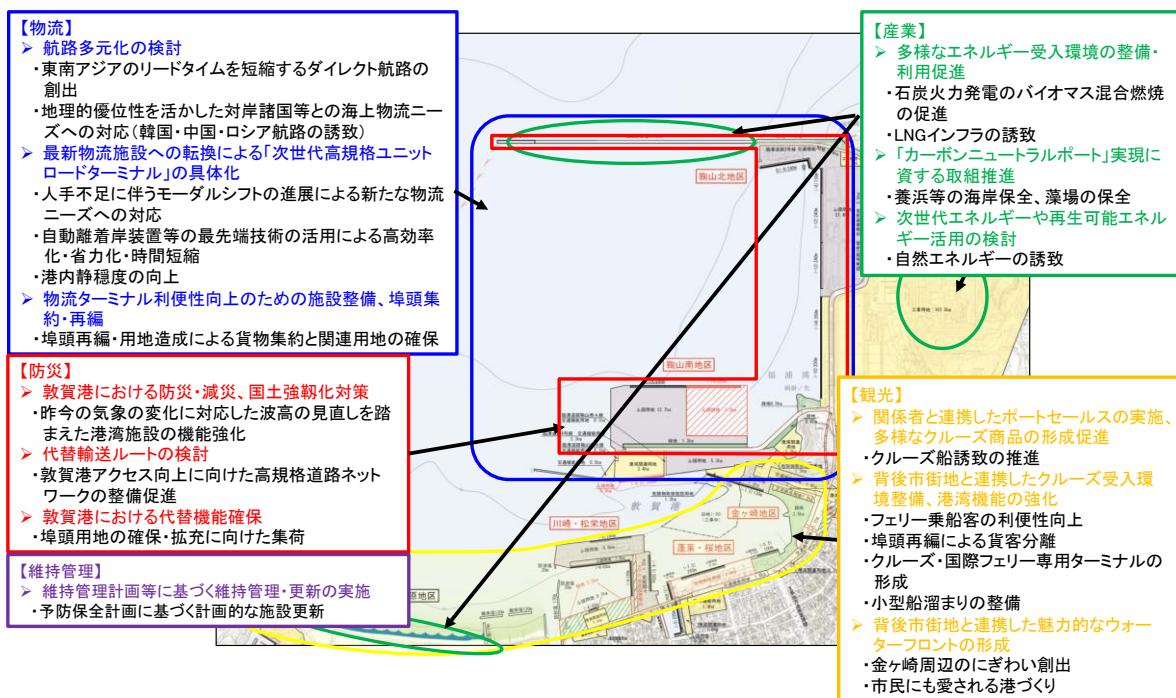 【物流】
➢ 航路多元化の検討
・東南アジアのリードタイムを短縮するダイレクト航路の
創出
・地理的優位性を活かした対岸諸国等との海上物流ニー
ズへの対応(韓国・中国・ロシア航路の誘致)
➢ 最新物流施設への転換による「次世代高規格ユニット
ロードターミナル」の具体化
・人手不足に伴うモーダルシフトの進展による新たな物流
ニーズへの対応
・自動離着岸装置等の最先端技術の活用による高効率
化・省力化・時間短縮
・港内静穏度の向上
➢ 物流ターミナル利便性向上のための施設整備、埠頭集
約・再編
・埠頭再編・用地造成による貨物集約と関連用地の確保
【防災】
➢ 敦賀港における防災・減災、国土強靱化対策
・昨今の気象の変化に対応した波高の見直しを踏
まえた港湾施設の機能強化
➢ 代替輸送ルートの検討
・敦賀港アクセス向上に向けた高規格道路ネット
ワークの整備促進
➢ 敦賀港における代替機能確保
・埠頭用地の確保・拡充に向けた集荷
【維持管理】
➢ 維持管理計画等に基づく維持管理・更新の実施
・予防保全計画に基づく計画的な施設更新
【産業】
➢ 多様なエネルギー受入環境の整備・
利用促進
・石炭火力発電のバイオマス混合燃焼
の促進
・LNGインフラの誘致
➢ 「カーボンニュートラルポート」実現に
資する取組推進
・養浜等の海岸保全、藻場の保全
➢ 次世代エネルギーや再生可能エネル
ギー活用の検討
・自然エネルギーの誘致
【観光】
➢ 関係者と連携したポートセールスの実施、
多様なクルーズ商品の形成促進
・クルーズ船誘致の推進
➢ 背後市街地と連携したクルーズ受入環
境整備、港湾機能の強化
・フェリー乗船客の利便性向上
・埠頭再編による貨客分離
・クルーズ・国際フェリー専用ターミナルの
形成
・小型船溜まりの整備
➢ 背後市街地と連携した魅力的なウォー
ターフロントの形成
・金ヶ崎周辺のにぎわい創出
・市民にも愛される港づくり
鞠山北地区
鞠山南地区
敦賀港
川崎・松栄地区
金ヶ崎地区
蓬莱・桜地区
原地区